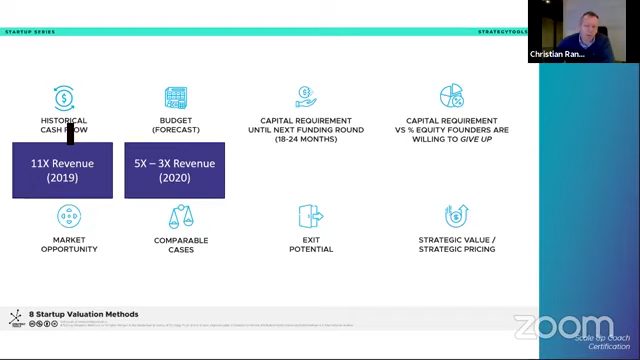 STARTUP SERIES
STRATEGYTOOLS
Christian Ran...
HISTORICAL
CASH FLOW
BUDGET
(FORECAST)
CAPITAL REQUIREMENT
UNTIL NEXT FUNDING ROUND
(18-24 MONTHS)
CAPITAL REQUIREMENT
VS % EQUITY FOUNDERS ARE
WILLING TO GIVE UP
11X Revenue
(2019)
5X – 3X Revenue
(2020)
MARKET
OPPORTUNITY
COMPARABLE
CASES
EXIT
POTENTIAL
STRATEGIC VALUE /
STRATEGIC PRICING
8 Startup Valuation Methods
zoom
Scale Up Coach
Certification